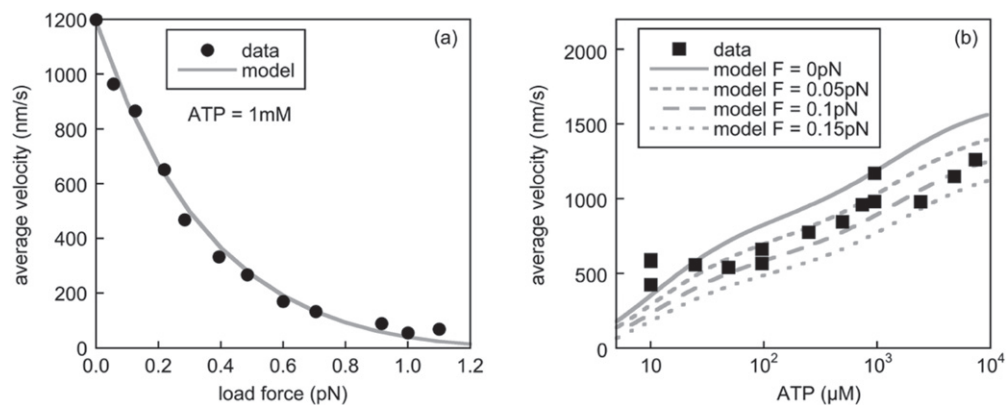 (a)
data
model
ATP = 1mM
1200
1000
800
600
400
200
0
average velocity (nm/s)
0.0 0.2 0.4 0.6 0.8 1.0 1.2
load force (pN)
(b)
data
model F = 0pN
model F = 0.05pN
model F = 0.1pN
model F = 0.15pN
2000
1500
1000
500
0
average velocity (nm/s)
10 10² 10³ 10⁴
ATP (µM)